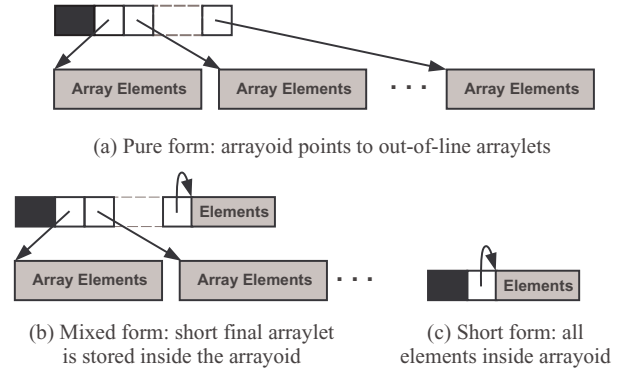 Array Elements
Array Elements
. . .
Array Elements
(a) Pure form: arrayoid points to out-of-line arraylets
Elements
Array Elements
Array Elements
. . .
(b) Mixed form: short final arraylet
is stored inside the arrayoid
Elements
(c) Short form: all
elements inside arrayoid